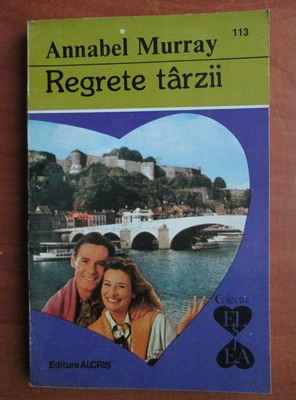 113
Annabel Murray
Regrete târzii
Colecția
EL
ȘI
EA
Editura ALCRIS